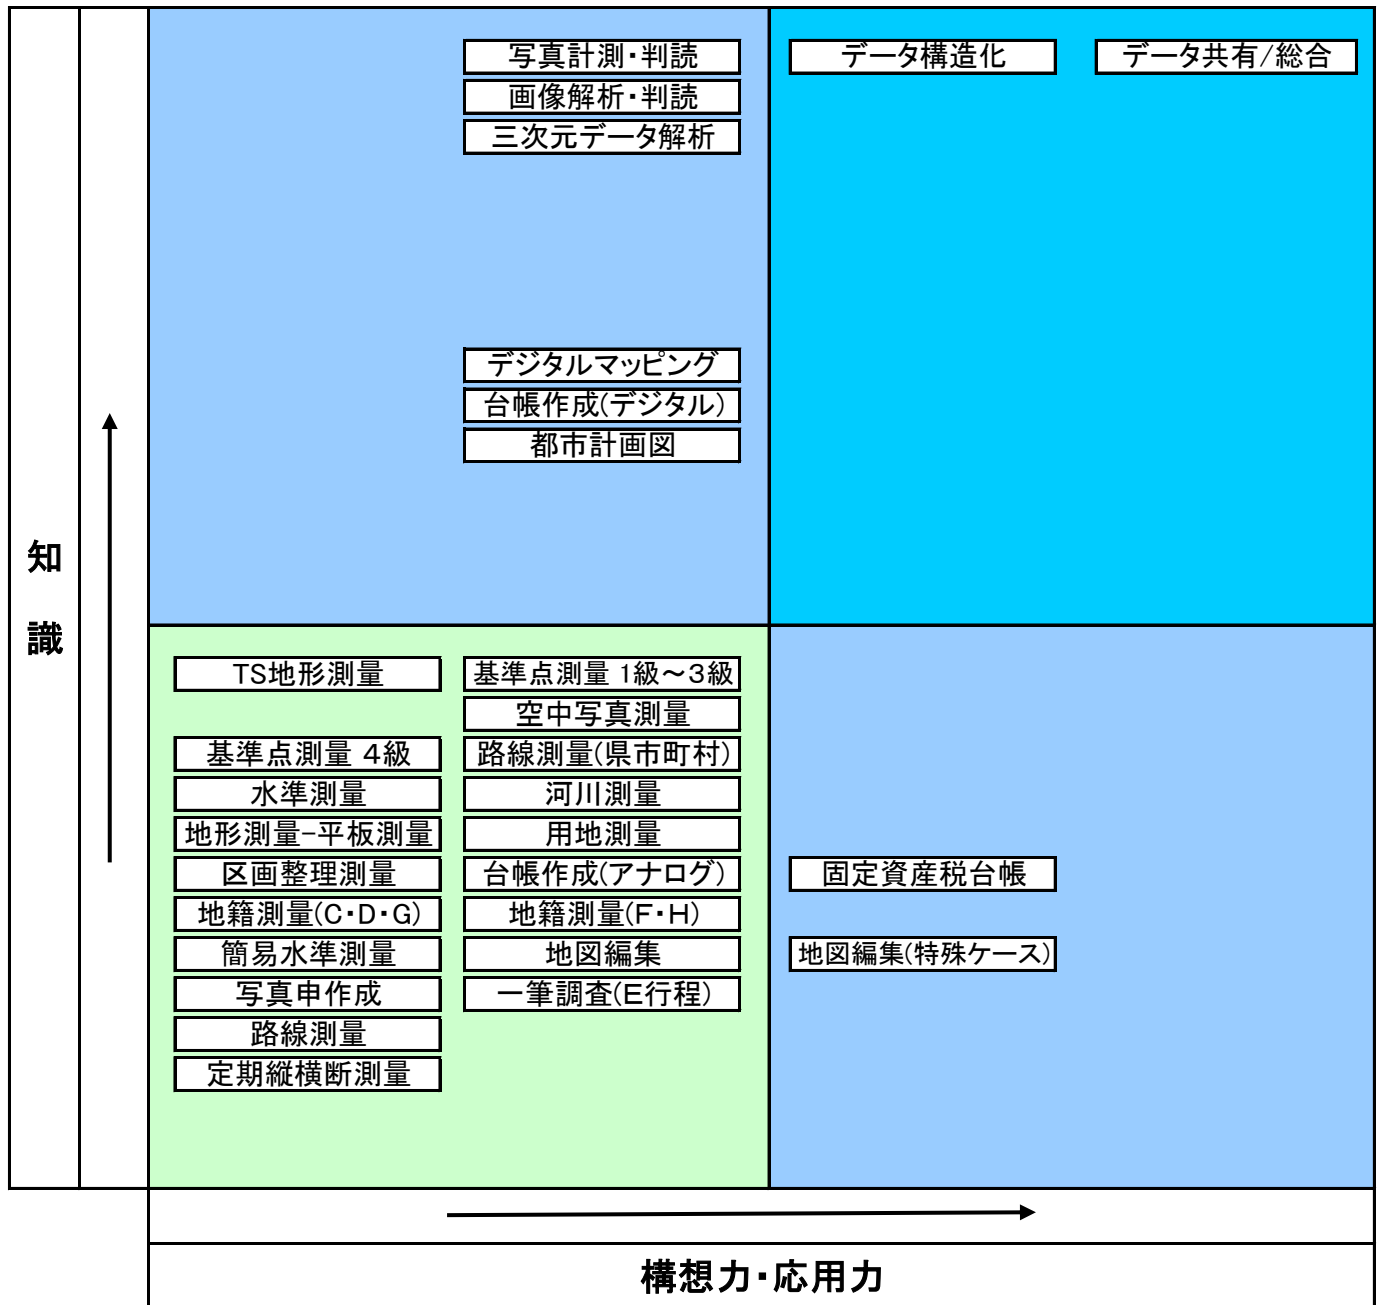 写真計測・判読
画像解析・判読
三次元データ解析
データ構造化
データ共有/総合
デジタルマッピング
台帳作成(デジタル)
都市計画図
知
識
TS地形測量
基準点測量 4級
水準測量
地形測量-平板測量
区画整理測量
地籍測量(C・D・G)
簡易水準測量
写真申作成
路線測量
定期縦横断測量
基準点測量 1級～3級
空中写真測量
路線測量(県市町村)
河川測量
用地測量
台帳作成(アナログ)
地籍測量(F・H)
地図編集
一筆調査(E行程)
固定資産税台帳
地図編集(特殊ケース)
構想力・応用力